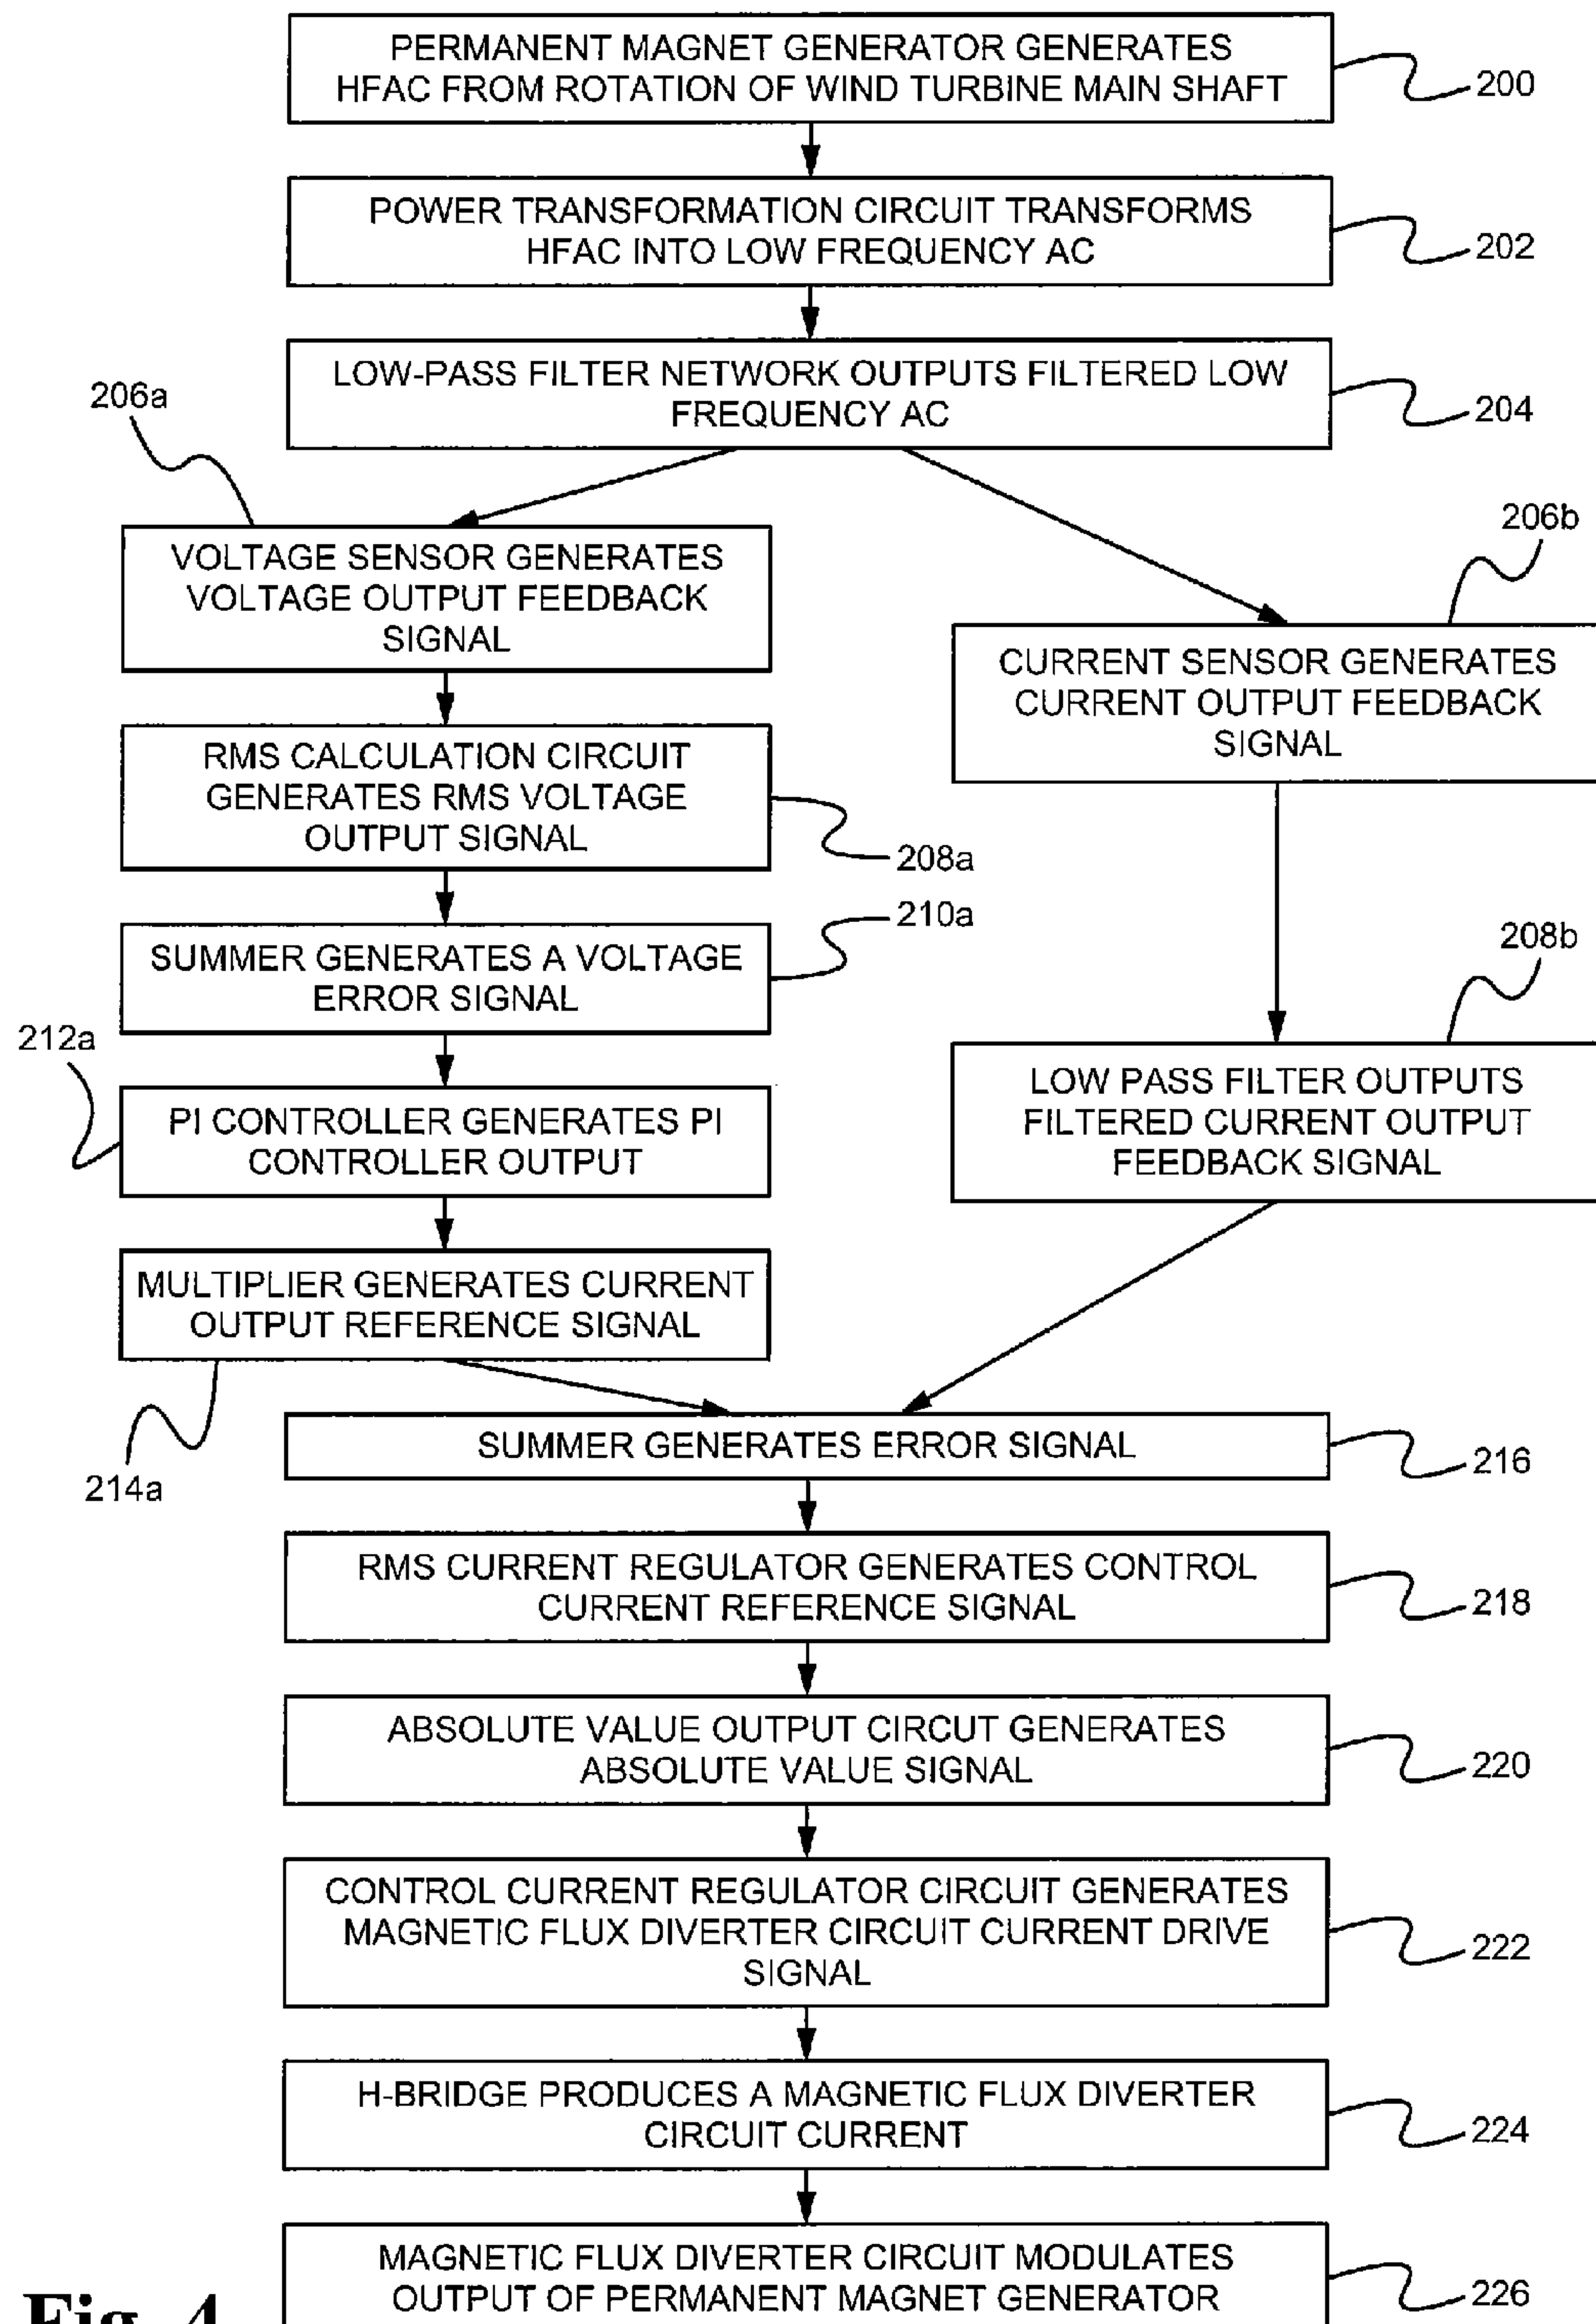 PERMANENT MAGNET GENERATOR GENERATES
HFAC FROM ROTATION OF WIND TURBINE MAIN SHAFT
200
POWER TRANSFORMATION CIRCUIT TRANSFORMS
HFAC INTO LOW FREQUENCY AC
202
LOW-PASS FILTER NETWORK OUTPUTS FILTERED LOW
FREQUENCY AC
204
206a
VOLTAGE SENSOR GENERATES
VOLTAGE OUTPUT FEEDBACK
SIGNAL
206b
CURRENT SENSOR GENERATES
CURRENT OUTPUT FEEDBACK
SIGNAL
RMS CALCULATION CIRCUIT
GENERATES RMS VOLTAGE
OUTPUT SIGNAL
208a
SUMMER GENERATES A VOLTAGE
ERROR SIGNAL
210a
208b
LOW PASS FILTER OUTPUTS
FILTERED CURRENT OUTPUT
FEEDBACK SIGNAL
212a
PI CONTROLLER GENERATES PI
CONTROLLER OUTPUT
MULTIPLIER GENERATES CURRENT
OUTPUT REFERENCE SIGNAL
214a
SUMMER GENERATES ERROR SIGNAL
216
RMS CURRENT REGULATOR GENERATES CONTROL
CURRENT REFERENCE SIGNAL
218
ABSOLUTE VALUE OUTPUT CIRCUT GENERATES
ABSOLUTE VALUE SIGNAL
220
CONTROL CURRENT REGULATOR CIRCUIT GENERATES
MAGNETIC FLUX DIVERTER CIRCUIT CURRENT DRIVE
SIGNAL
222
H-BRIDGE PRODUCES A MAGNETIC FLUX DIVERTER
CIRCUIT CURRENT
224
MAGNETIC FLUX DIVERTER CIRCUIT MODULATES
OUTPUT OF PERMANENT MAGNET GENERATOR
226
Fig. 4